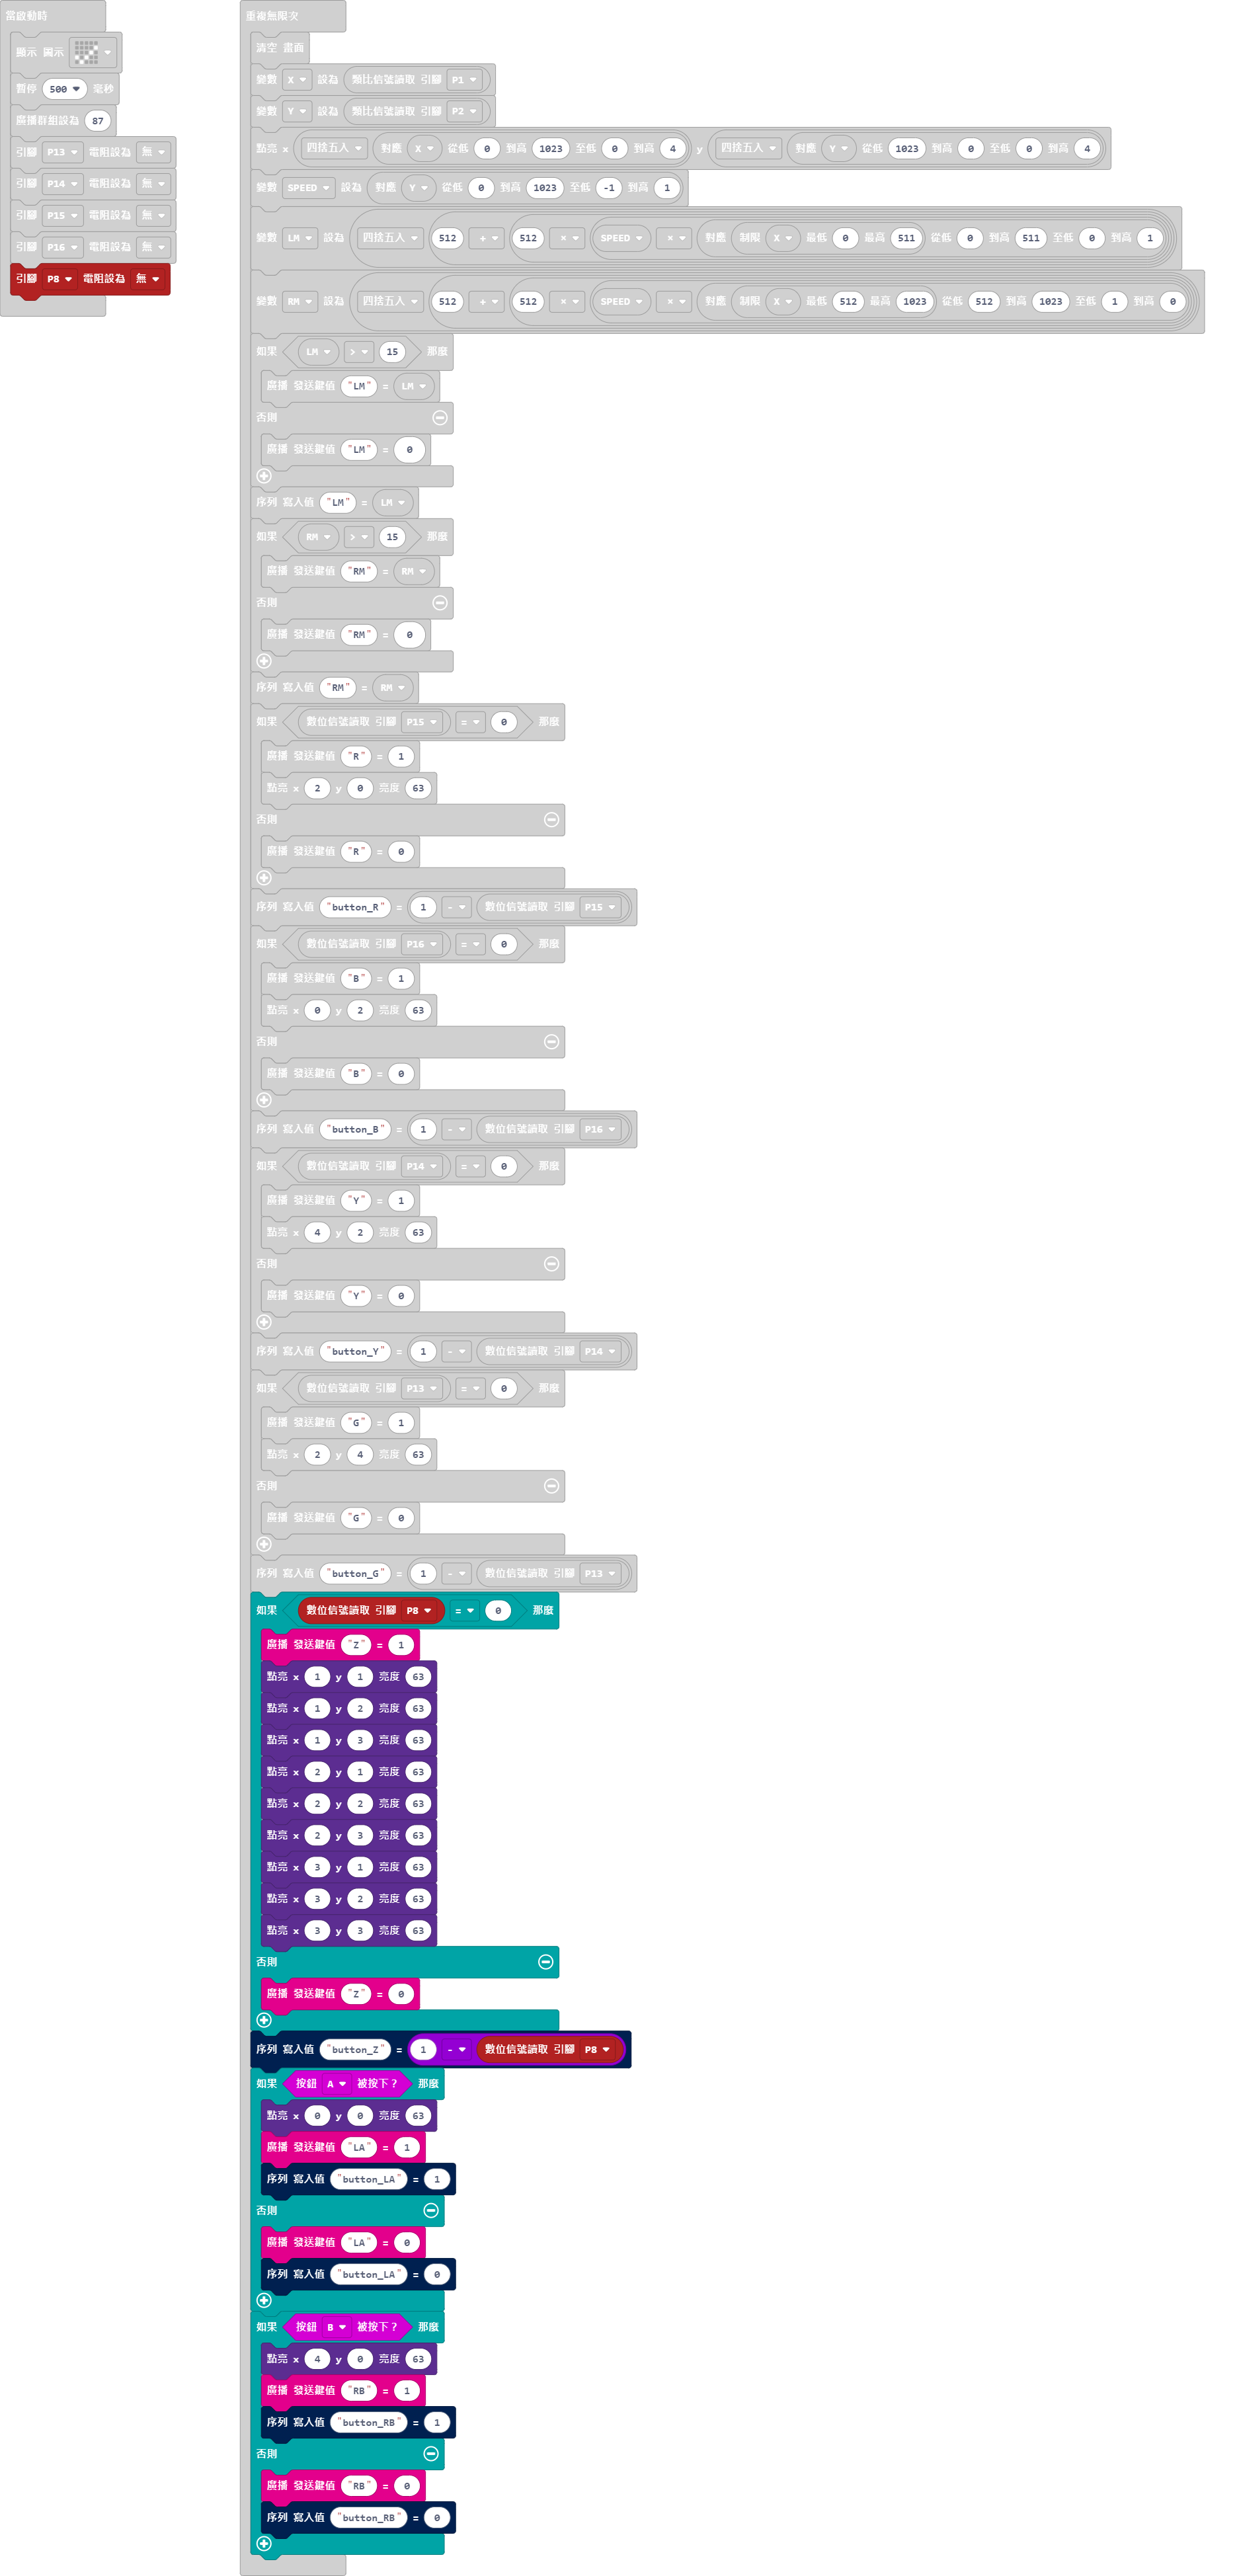 當啟動時
顯示 圖示
暫停 500 毫秒
廣播群組設為 87
引腳 P13 電阻設為 無
引腳 P14 電阻設為 無
引腳 P15 電阻設為 無
引腳 P16 電阻設為 無
引腳 P8 電阻設為 無
重複無限次
清空 畫面
變數 X 設為 類比信號讀取 引腳 P1
變數 Y 設為 類比信號讀取 引腳 P2
點亮 x 四捨五入 對應 X 從低 0 到高 1023 至低 0 到高 4 y 四捨五入 對應 Y 從低 1023 到高 0 至低 0 到高 4
變數 SPEED 設為 對應 Y 從低 0 到高 1023 至低 -1 到高 1
變數 LM 設為 四捨五入 512 + 512 × SPEED × 對應 制限 X 最低 0 最高 511 從低 0 到高 511 至低 0 到高 1
變數 RM 設為 四捨五入 512 + 512 × SPEED × 對應 制限 X 最低 512 最高 1023 從低 512 到高 1023 至低 1 到高 0
如果 LM > 15 那麼
廣播 發送鍵值 "LM" = LM
否則
廣播 發送鍵值 "LM" = 0
序列 寫入值 "LM" = LM
如果 RM > 15 那麼
廣播 發送鍵值 "RM" = RM
否則
廣播 發送鍵值 "RM" = 0
序列 寫入值 "RM" = RM
如果 數位信號讀取 引腳 P15 = 0 那麼
廣播 發送鍵值 "R" = 1
點亮 x 2 y 0 亮度 63
否則
廣播 發送鍵值 "R" = 0
序列 寫入值 "button_R" = 1 - 數位信號讀取 引腳 P15
如果 數位信號讀取 引腳 P16 = 0 那麼
廣播 發送鍵值 "B" = 1
點亮 x 0 y 2 亮度 63
否則
廣播 發送鍵值 "B" = 0
序列 寫入值 "button_B" = 1 - 數位信號讀取 引腳 P16
如果 數位信號讀取 引腳 P14 = 0 那麼
廣播 發送鍵值 "Y" = 1
點亮 x 4 y 2 亮度 63
否則
廣播 發送鍵值 "Y" = 0
序列 寫入值 "button_Y" = 1 - 數位信號讀取 引腳 P14
如果 數位信號讀取 引腳 P13 = 0 那麼
廣播 發送鍵值 "G" = 1
點亮 x 2 y 4 亮度 63
否則
廣播 發送鍵值 "G" = 0
序列 寫入值 "button_G" = 1 - 數位信號讀取 引腳 P13
如果 數位信號讀取 引腳 P8 = 0 那麼
廣播 發送鍵值 "Z" = 1
點亮 x 1 y 1 亮度 63
點亮 x 1 y 2 亮度 63
點亮 x 1 y 3 亮度 63
點亮 x 2 y 1 亮度 63
點亮 x 2 y 2 亮度 63
點亮 x 2 y 3 亮度 63
點亮 x 3 y 1 亮度 63
點亮 x 3 y 2 亮度 63
點亮 x 3 y 3 亮度 63
否則
廣播 發送鍵值 "Z" = 0
序列 寫入值 "button_Z" = 1 - 數位信號讀取 引腳 P8
如果 按鈕 A 被按下？ 那麼
點亮 x 0 y 0 亮度 63
廣播 發送鍵值 "LA" = 1
序列 寫入值 "button_LA" = 1
否則
廣播 發送鍵值 "LA" = 0
序列 寫入值 "button_LA" = 0
如果 按鈕 B 被按下？ 那麼
點亮 x 4 y 0 亮度 63
廣播 發送鍵值 "RB" = 1
序列 寫入值 "button_RB" = 1
否則
廣播 發送鍵值 "RB" = 0
序列 寫入值 "button_RB" = 0